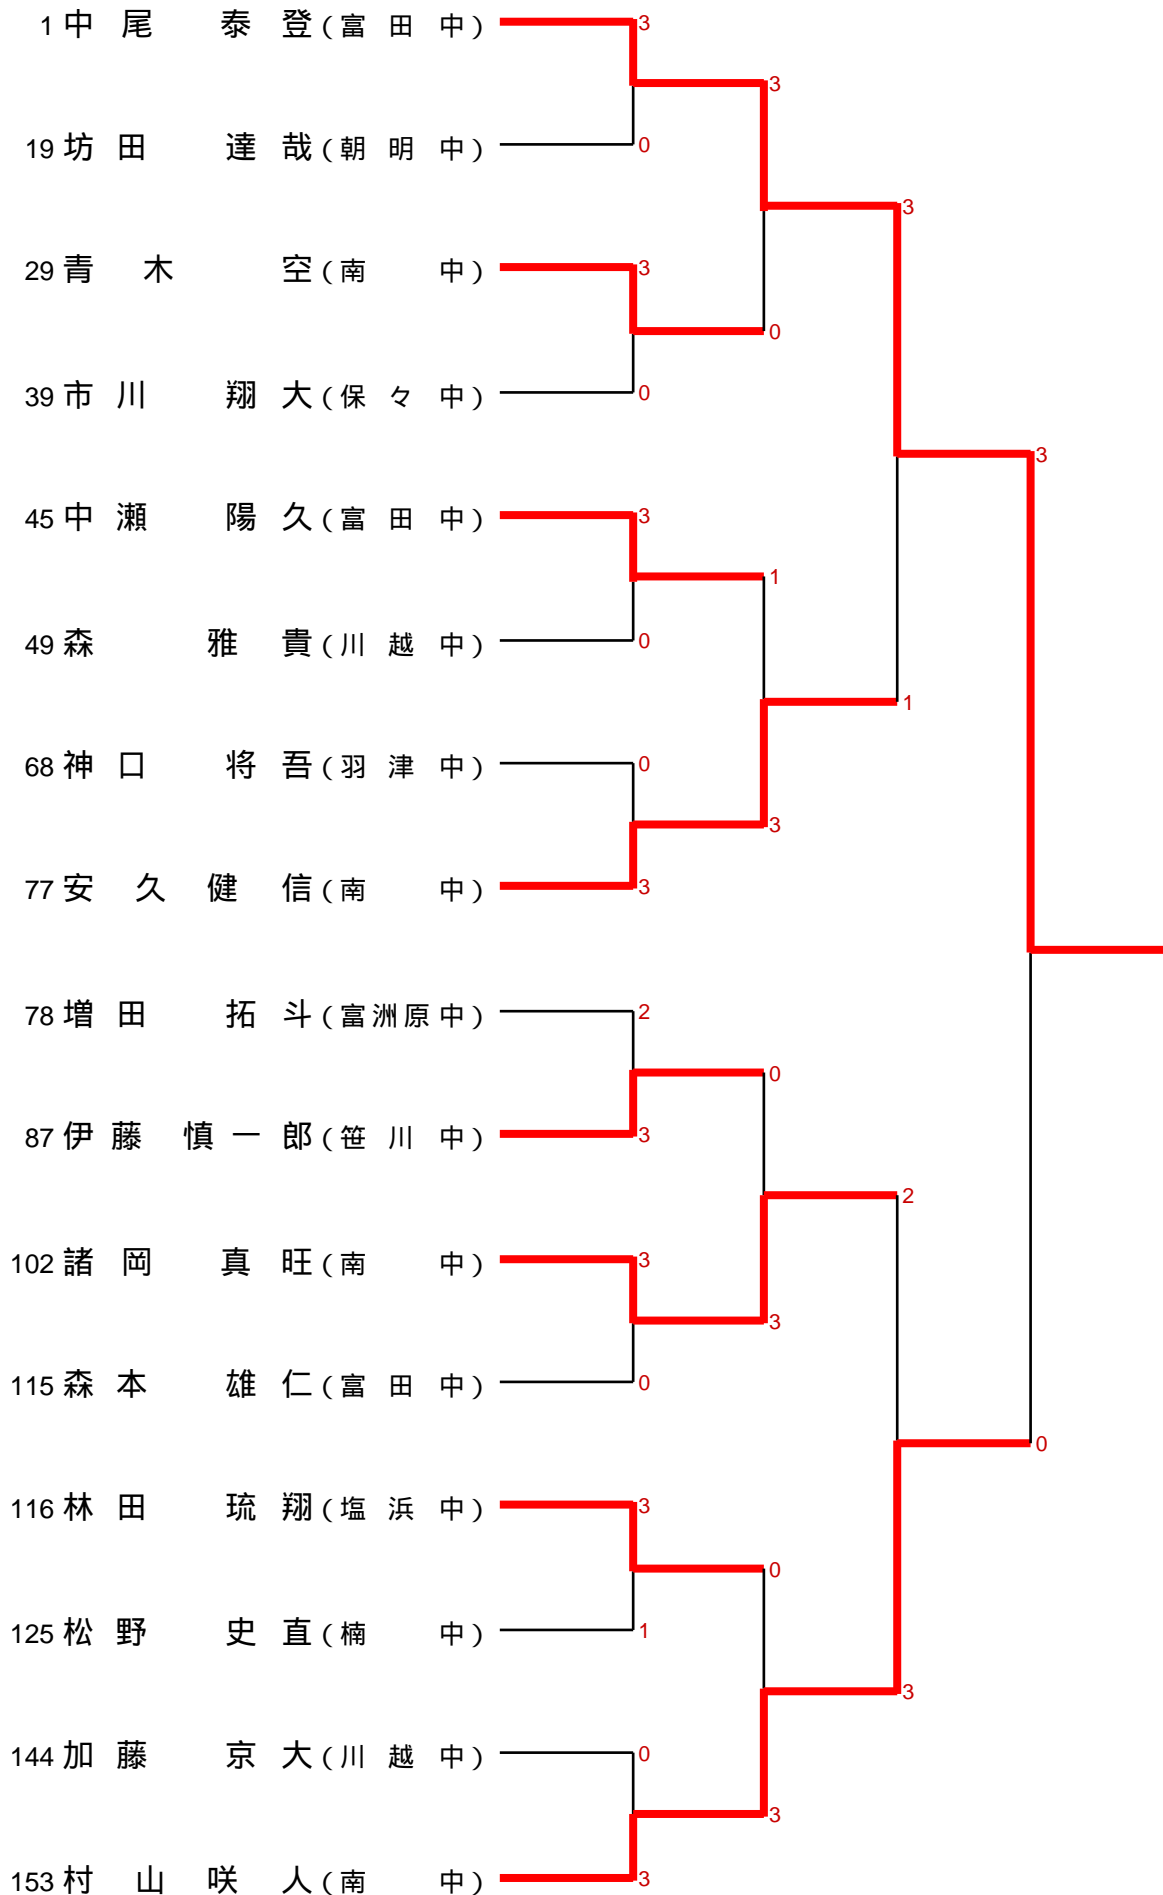 1 中尾 泰登 (富田中) 3
3
19 坊田 達哉 (朝明中) 0
3
29 青木 空 (南中) 3
0
39 市川 翔大 (保々中) 0
3
45 中瀬 陽久 (富田中) 3
1
49 森 雅貴 (川越中) 0
1
68 神口 将吾 (羽津中) 0
3
77 安久健信 (南中) 3
78 増田 拓斗 (富洲原中) 2
0
87 伊藤慎一郎 (笹川中) 3
2
102 諸岡 真旺 (南中) 3
3
115 森本 雄仁 (富田中) 0
0
116 林田 琉翔 (塩浜中) 3
0
125 松野 史直 (楠中) 1
3
144 加藤 京大 (川越中) 0
3
153 村山咲人 (南中) 3